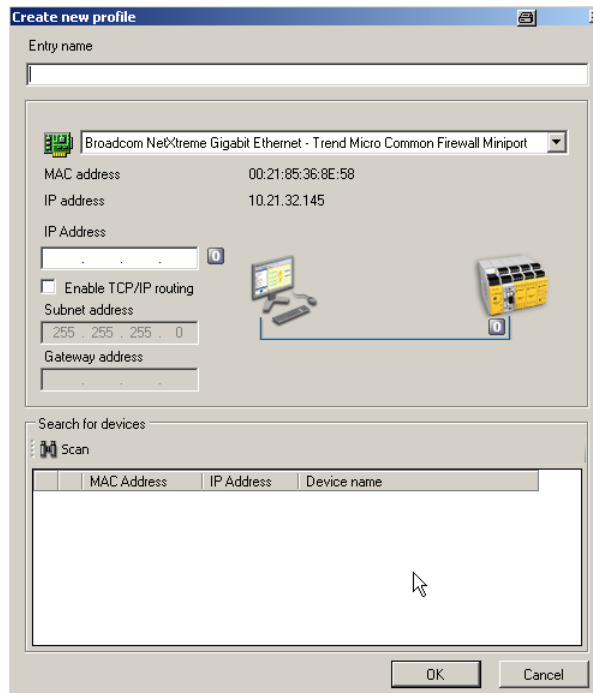 Create new profile
Entry name
Broadcom NetXtreme Gigabit Ethernet - Trend Micro Common Firewall Miniport
MAC address 00:21:85:36:8E:58
IP address 10.21.32.145
IP Address
. . . 0
Enable TCP/IP routing
Subnet address
255 . 255 . 255 . 0
0
Gateway address
. . .
Search for devices
Scan
MAC Address IP Address Device name
OK Cancel